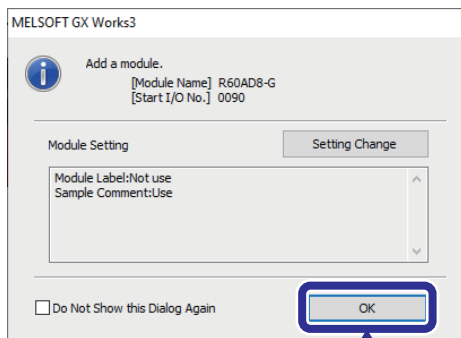 MELSOFT GX Works3
Add a module.
[Module Name] R60AD8-G
[Start I/O No.] 0090
Module Setting
Setting Change
Module Label:Not use
Sample Comment:Use
Do Not Show this Dialog Again
OK